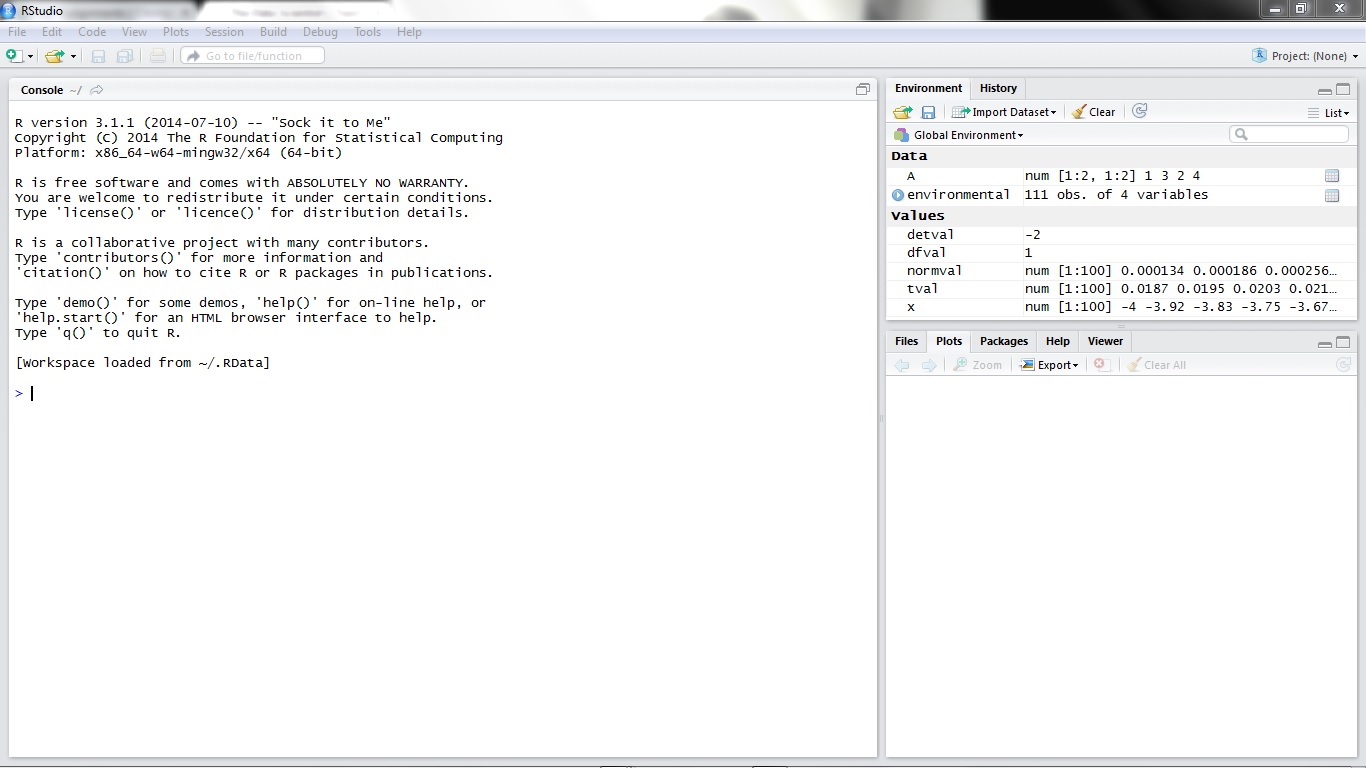 RStudio
File Edit Code View Plots Session Build Debug Tools Help
Go to file/function
Project: (None)
Console ~/
R version 3.1.1 (2014-07-10) -- "Sock it to Me"
Copyright (C) 2014 The R Foundation for Statistical Computing
Platform: x86_64-w64-mingw32/x64 (64-bit)
R is free software and comes with ABSOLUTELY NO WARRANTY.
You are welcome to redistribute it under certain conditions.
Type 'license()' or 'licence()' for distribution details.
R is a collaborative project with many contributors.
Type 'contributors()' for more information and
'citation()' on how to cite R or R packages in publications.
Type 'demo()' for some demos, 'help()' for on-line help, or
'help.start()' for an HTML browser interface to help.
Type 'q()' to quit R.
[Workspace loaded from ~/.RData]
>
Environment History
Import Dataset Clear List
Global Environment
Data
A num [1:2, 1:2] 1 3 2 4
environmental 111 obs. of 4 variables
Values
detval -2
dfval 1
normval num [1:100] 0.000134 0.000186 0.000256…
tval num [1:100] 0.0187 0.0195 0.0203 0.021…
x num [1:100] -4 -3.92 -3.83 -3.75 -3.67…
Files Plots Packages Help Viewer
Zoom Export Clear All